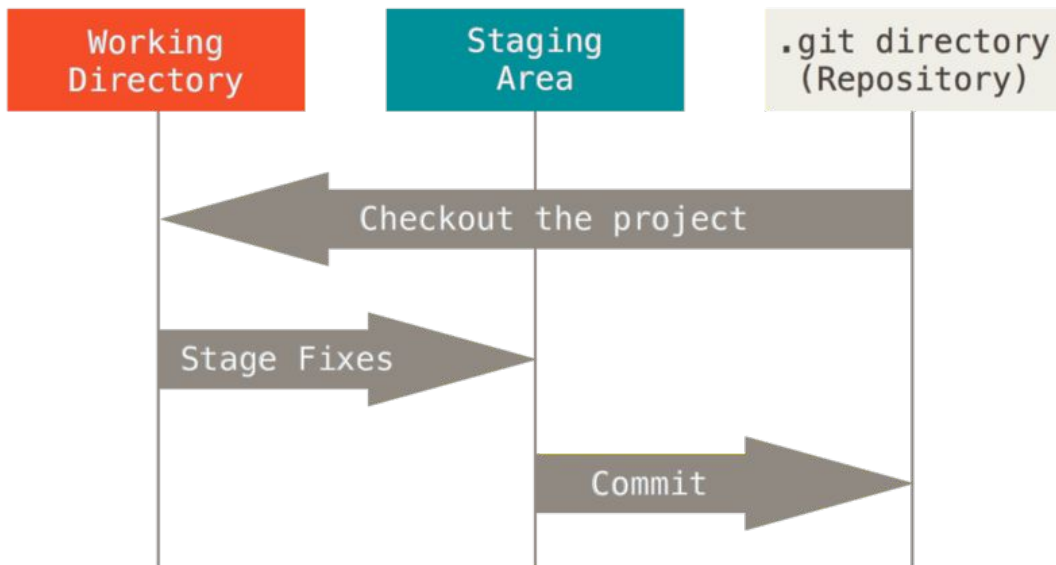 Working
Directory
Staging
Area
.git directory
(Repository)
Checkout the project
Stage Fixes
Commit